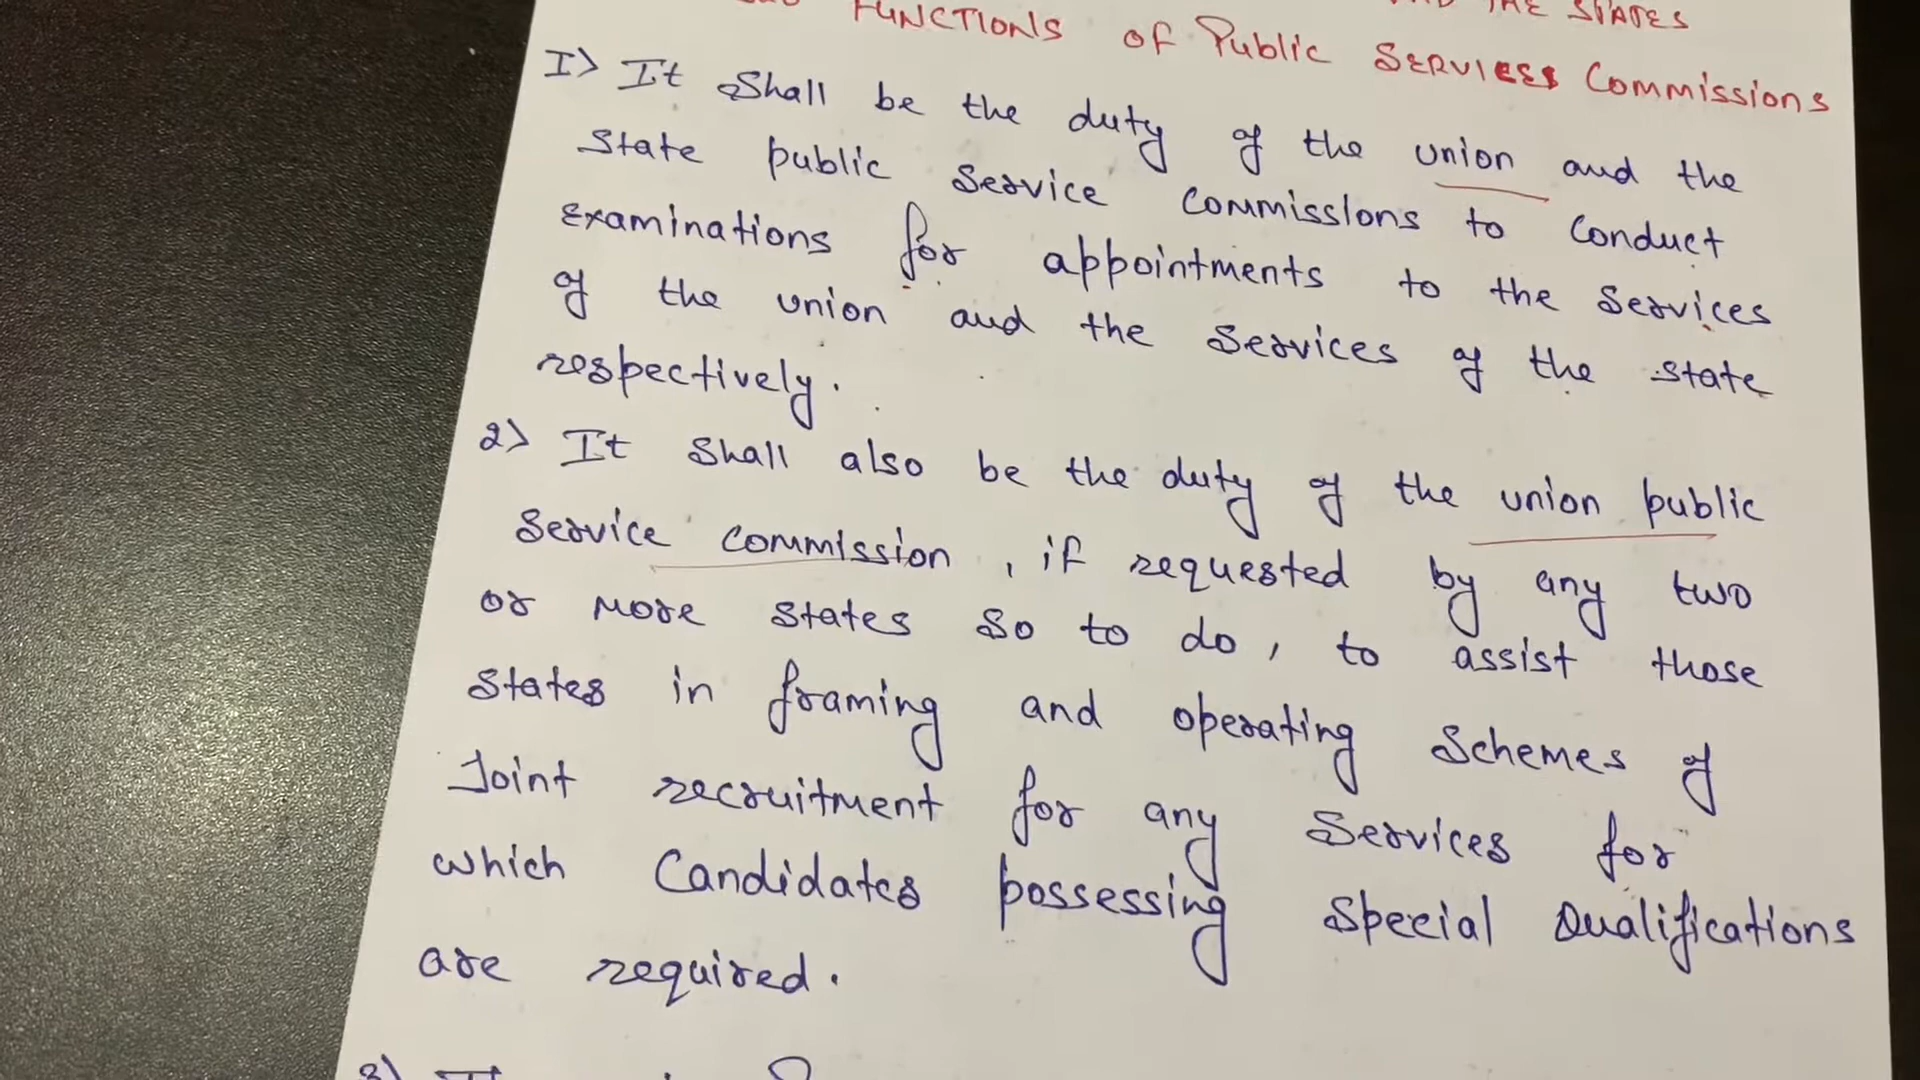 THE STATES
FUNCTIONS OF Public SERVICES Commissions
I) It Shall be the duty of the union and the
State public Service Commissions to Conduct
Examinations for appointments to the Services
of the union and the Services of the state
respectively.
2) It Shall also be the duty of the union public
Service Commission, if requested by any two
or more states so to do, to assist those
states in framing and operating Schemes of
Joint recruitment for any Services for
which Candidates possessing Special Qualifications
are required.